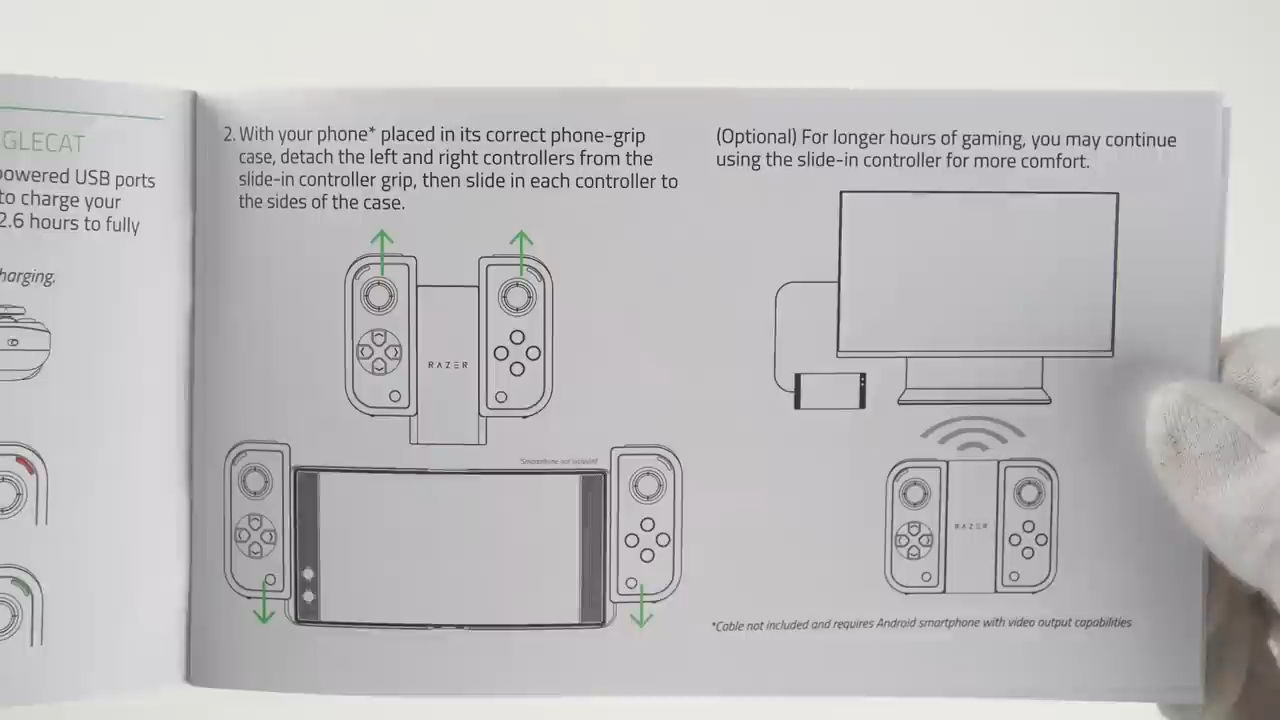 GLECAT
powered USB ports
to charge your
2.6 hours to fully
harging.
2. With your phone* placed in its correct phone-grip
case, detach the left and right controllers from the
slide-in controller grip, then slide in each controller to
the sides of the case.
RAZER
*Smartphone not included
(Optional) For longer hours of gaming, you may continue
using the slide-in controller for more comfort.
RAZER
*Cable not included and requires Android smartphone with video output capabilities